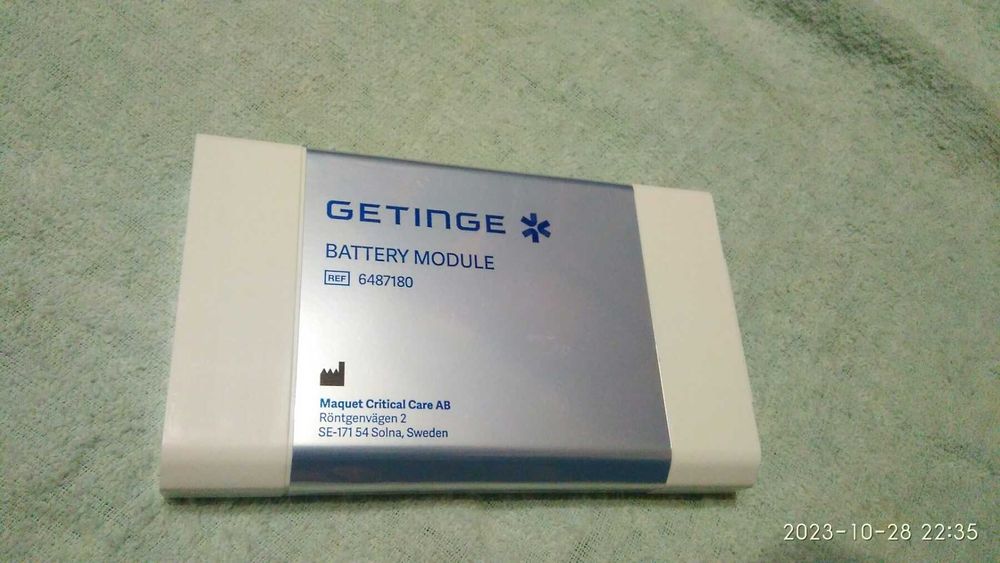 GETINGE
BATTERY MODULE
REF 6487180
Maquet Critical Care AB
Röntgenvägen 2
SE-171 54 Solna, Sweden
2023-10-28 22:35